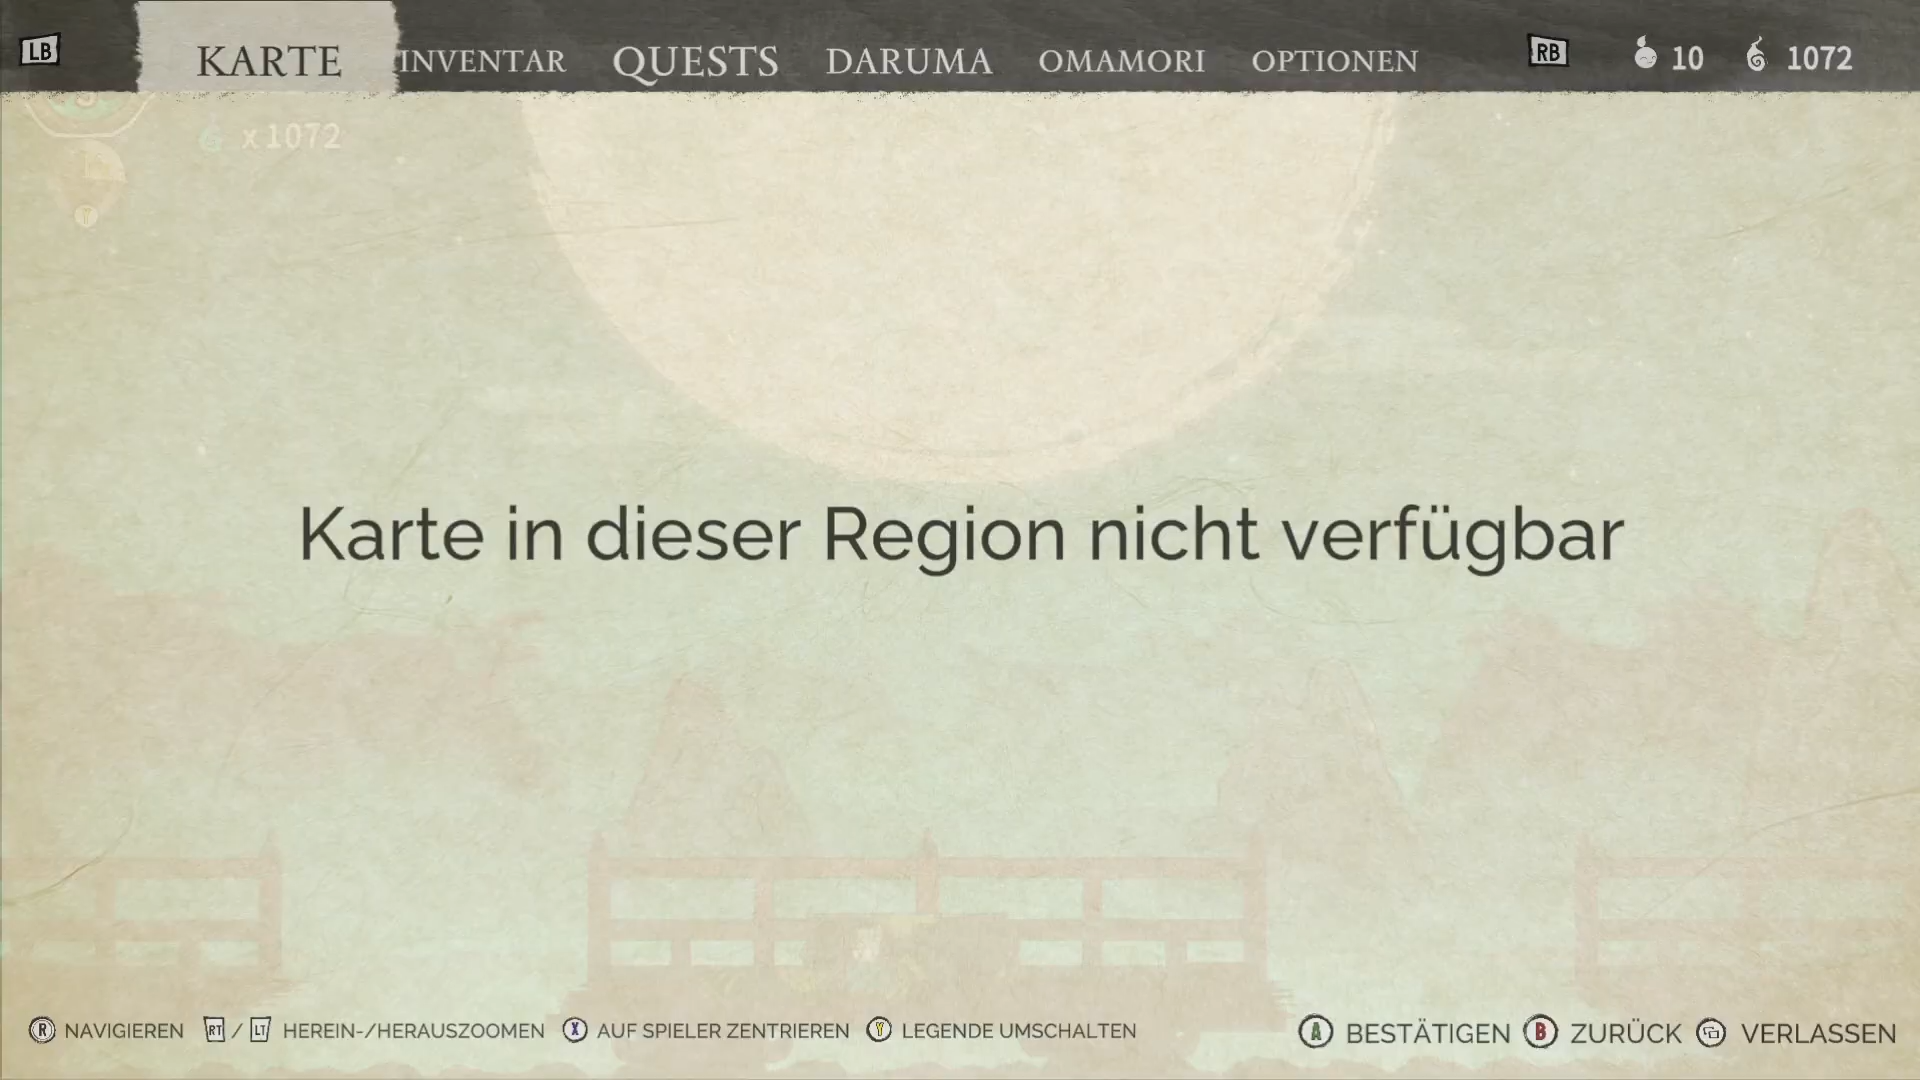 LB KARTE INVENTAR QUESTS DARUMA OMAMORI OPTIONEN RB 10 1072
x 1072
Y
Karte in dieser Region nicht verfügbar
R NAVIGIEREN RT / LT HEREIN-/HERAUSZOOMEN X AUF SPIELER ZENTRIEREN Y LEGENDE UMSCHALTEN A BESTÄTIGEN B ZURÜCK VERLASSEN